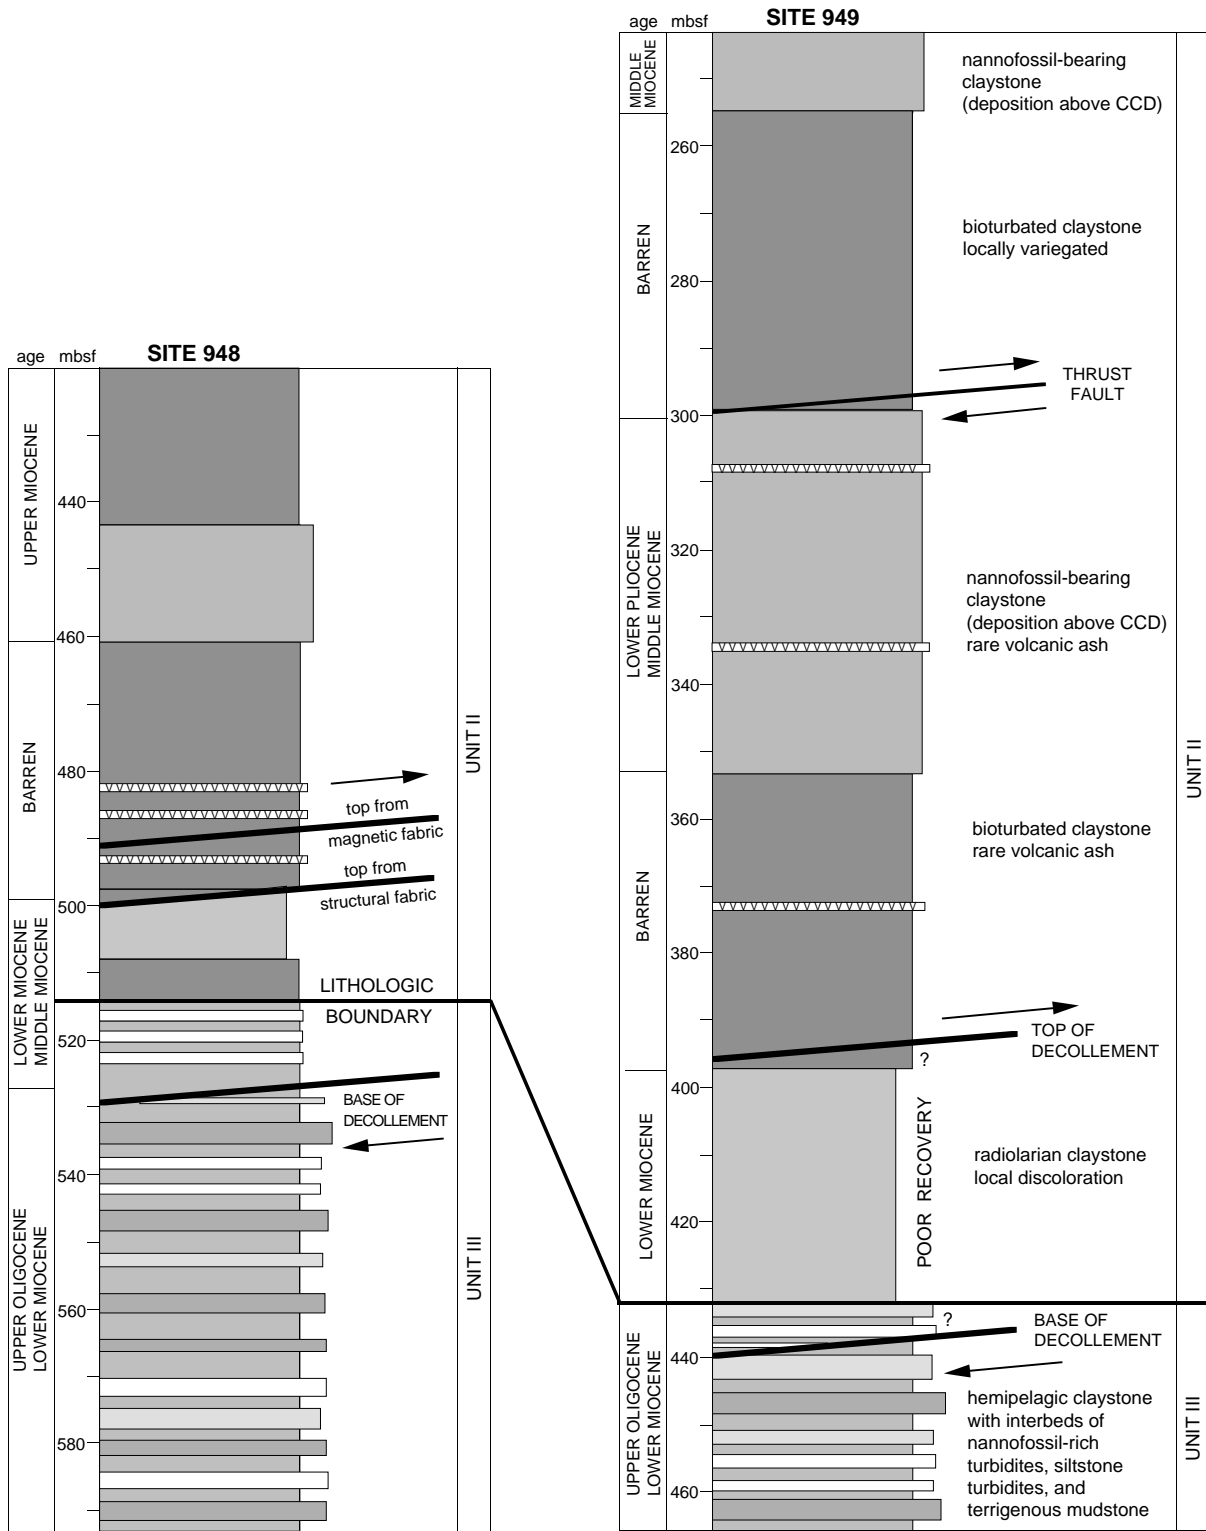 SITE 949
age mbsf
MIDDLE
MIOCENE
BARREN
LOWER PLIOCENE
MIDDLE MIOCENE
BARREN
LOWER MIOCENE
UPPER OLIGOCENE
LOWER MIOCENE
260
280
300
320
340
360
380
400
420
440
460
nannofossil-bearing
claystone
(deposition above CCD)
bioturbated claystone
locally variegated
THRUST
FAULT
nannofossil-bearing
claystone
(deposition above CCD)
rare volcanic ash
bioturbated claystone
rare volcanic ash
TOP OF
DECOLLEMENT
?
POOR RECOVERY
radiolarian claystone
local discoloration
?
BASE OF
DECOLLEMENT
hemipelagic claystone
with interbeds of
nannofossil-rich
turbidites, siltstone
turbidites, and
terrigenous mudstone
UNIT II
UNIT III
SITE 948
age mbsf
UPPER MIOCENE
BARREN
LOWER MIOCENE
MIDDLE MIOCENE
UPPER OLIGOCENE
LOWER MIOCENE
440
460
480
500
520
540
560
580
top from
magnetic fabric
top from
structural fabric
LITHOLOGIC
BOUNDARY
BASE OF
DECOLLEMENT
UNIT II
UNIT III